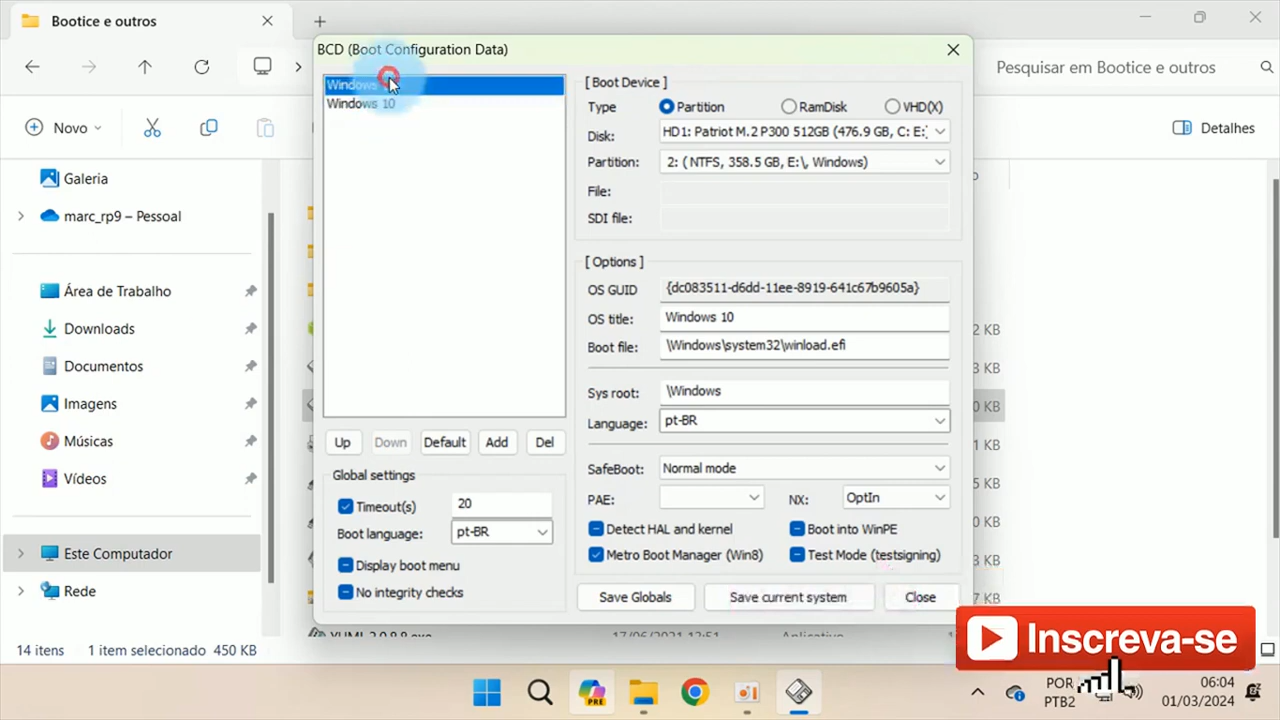 Bootice e outros
BCD (Boot Configuration Data)
Pesquisar em Bootice e outros
Novo
Detalhes
Galeria
marc_rp9 – Pessoal
Área de Trabalho
Downloads
Documentos
Imagens
Músicas
Vídeos
Este Computador
Rede
14 itens
1 item selecionado 450 KB
Windows
Windows 10
Up
Down
Default
Add
Del
Global settings
Timeout(s)
20
Boot language:
pt-BR
Display boot menu
No integrity checks
[ Boot Device ]
Type
Partition
RamDisk
VHD(X)
Disk:
HD1: Patriot M.2 P300 512GB (476.9 GB, C: E:
Partition:
2: ( NTFS, 358.5 GB, E:\, Windows)
File:
SDI file:
[ Options ]
OS GUID
{dc083511-d6dd-11ee-8919-641c67b9605a}
OS title:
Windows 10
Boot file:
\Windows\system32\winload.efi
Sys root:
\Windows
Language:
pt-BR
SafeBoot:
Normal mode
PAE:
NX:
OptIn
Detect HAL and kernel
Boot into WinPE
Metro Boot Manager (Win8)
Test Mode (testsigning)
Save Globals
Save current system
Close
2 KB
3 KB
0 KB
1 KB
5 KB
0 KB
3 KB
7 KB
YUMI-2.0.9.8.exe
17/06/2021 12:51
Aplicativo
Inscreva-se
PRE
POR
PTB2
06:04
01/03/2024